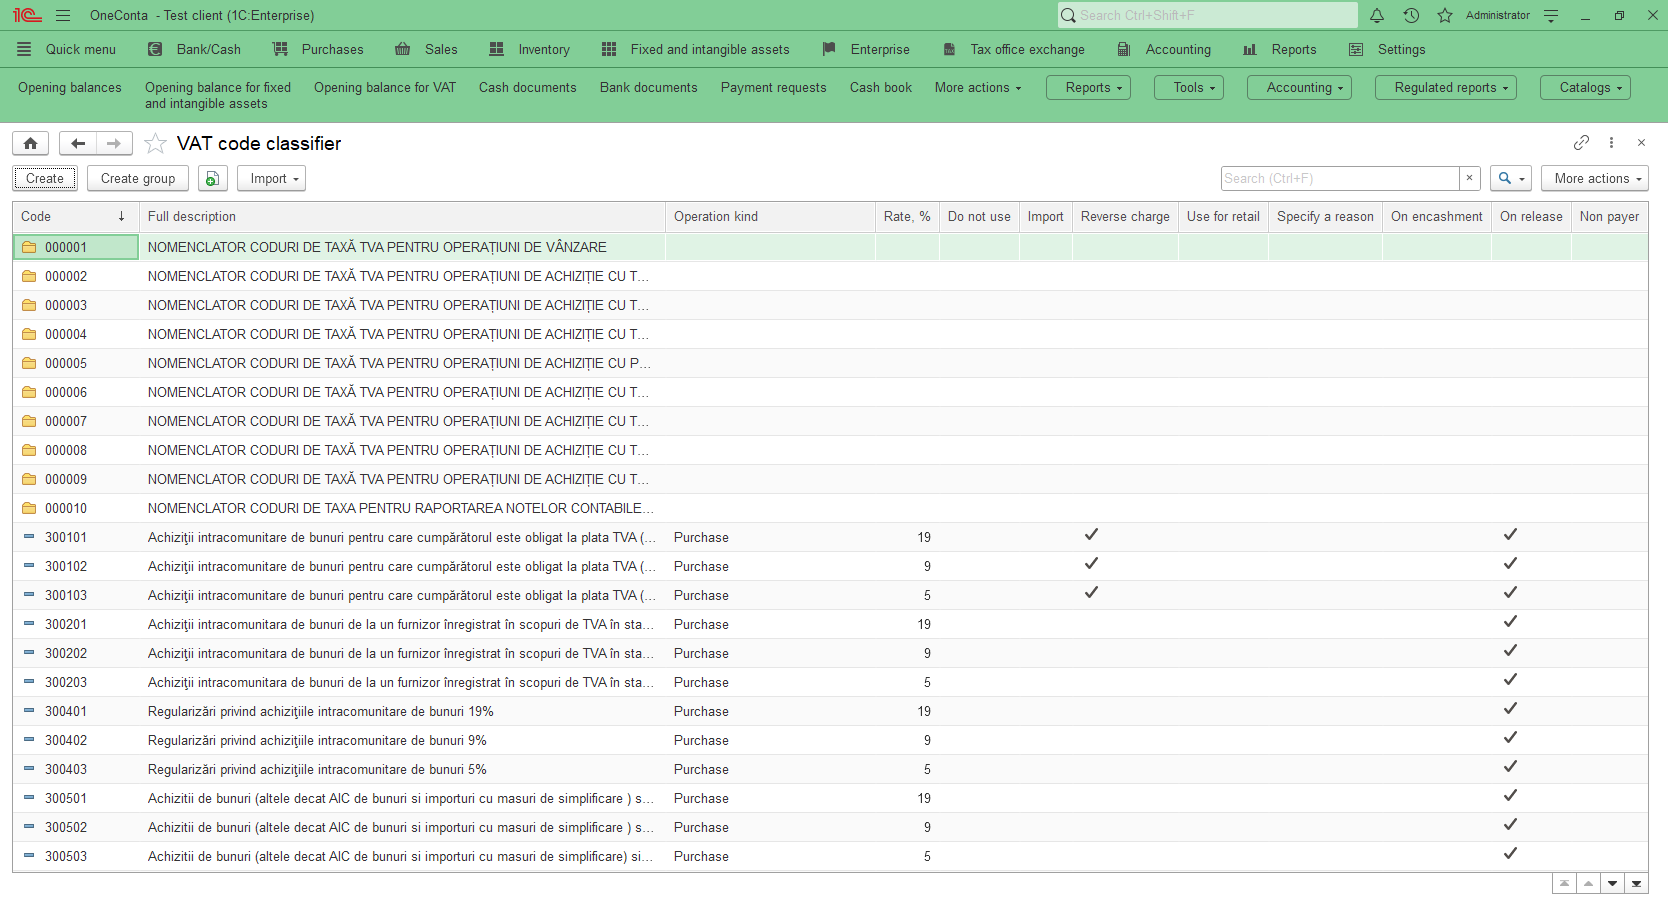 OneConta - Test client (1C:Enterprise)
Search Ctrl+Shift+F
Administrator
Quick menu Bank/Cash Purchases Sales Inventory Fixed and intangible assets Enterprise Tax office exchange Accounting Reports Settings
Opening balances Opening balance for fixed and intangible assets Opening balance for VAT Cash documents Bank documents Payment requests Cash book More actions Reports Tools Accounting Regulated reports Catalogs
VAT code classifier
Create Create group Import Search (Ctrl+F) × More actions
Code ↓ Full description Operation kind Rate, % Do not use Import Reverse charge Use for retail Specify a reason On encashment On release Non payer
000001 NOMENCLATOR CODURI DE TAXĂ TVA PENTRU OPERAȚIUNI DE VÂNZARE
000002 NOMENCLATOR CODURI DE TAXĂ TVA PENTRU OPERAȚIUNI DE ACHIZIȚIE CU T...
000003 NOMENCLATOR CODURI DE TAXĂ TVA PENTRU OPERAȚIUNI DE ACHIZIȚIE CU T...
000004 NOMENCLATOR CODURI DE TAXĂ TVA PENTRU OPERAȚIUNI DE ACHIZIȚIE CU T...
000005 NOMENCLATOR CODURI DE TAXĂ TVA PENTRU OPERAȚIUNI DE ACHIZIȚIE CU P...
000006 NOMENCLATOR CODURI DE TAXĂ TVA PENTRU OPERAȚIUNI DE ACHIZIȚIE CU T...
000007 NOMENCLATOR CODURI DE TAXĂ TVA PENTRU OPERAȚIUNI DE ACHIZIȚIE CU T...
000008 NOMENCLATOR CODURI DE TAXĂ TVA PENTRU OPERAȚIUNI DE ACHIZIȚIE CU T...
000009 NOMENCLATOR CODURI DE TAXĂ TVA PENTRU OPERAȚIUNI DE ACHIZIȚIE CU T...
000010 NOMENCLATOR CODURI DE TAXA PENTRU RAPORTAREA NOTELOR CONTABILE...
300101 Achiziţii intracomunitare de bunuri pentru care cumpărătorul este obligat la plata TVA (... Purchase 19 ✓ ✓
300102 Achiziţii intracomunitare de bunuri pentru care cumpărătorul este obligat la plata TVA (... Purchase 9 ✓ ✓
300103 Achiziţii intracomunitare de bunuri pentru care cumpărătorul este obligat la plata TVA (... Purchase 5 ✓ ✓
300201 Achiziţii intracomunitara de bunuri de la un furnizor înregistrat în scopuri de TVA în sta... Purchase 19 ✓
300202 Achiziţii intracomunitara de bunuri de la un furnizor înregistrat în scopuri de TVA în sta... Purchase 9 ✓
300203 Achiziţii intracomunitara de bunuri de la un furnizor înregistrat în scopuri de TVA în sta... Purchase 5 ✓
300401 Regularizări privind achiziţiile intracomunitare de bunuri 19% Purchase 19 ✓
300402 Regularizări privind achiziţiile intracomunitare de bunuri 9% Purchase 9 ✓
300403 Regularizări privind achiziţiile intracomunitare de bunuri 5% Purchase 5 ✓
300501 Achizitii de bunuri (altele decat AIC de bunuri si importuri cu masuri de simplificare ) s... Purchase 19 ✓
300502 Achizitii de bunuri (altele decat AIC de bunuri si importuri cu masuri de simplificare ) s... Purchase 9 ✓
300503 Achizitii de bunuri (altele decat AIC de bunuri si importuri cu masuri de simplificare) si... Purchase 5 ✓